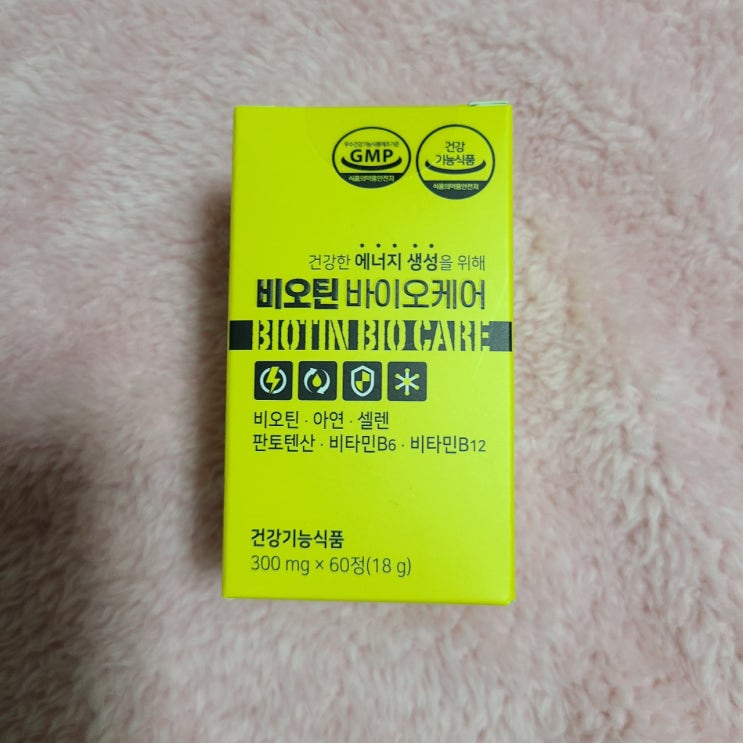 우수건강기능식품제조기준
GMP
식품의약품안전처
건강
기능식품
식품의약품안전처
건강한 에너지 생성을 위해
비오틴 바이오케어
BIOTIN BIO CARE
비오틴 · 아연 · 셀렌
판토텐산 · 비타민B6 · 비타민B12
건강기능식품
300 mg × 60정(18 g)